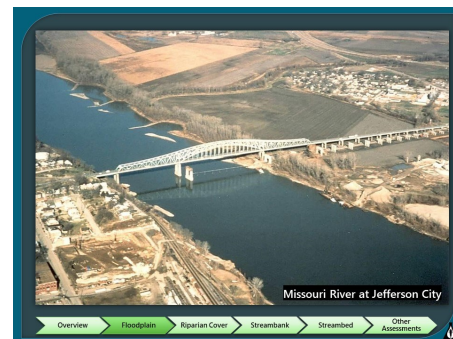 Missouri River at Jefferson City
Overview
Floodplain
Riparian Cover
Streambank
Streambed
Other
Assessments